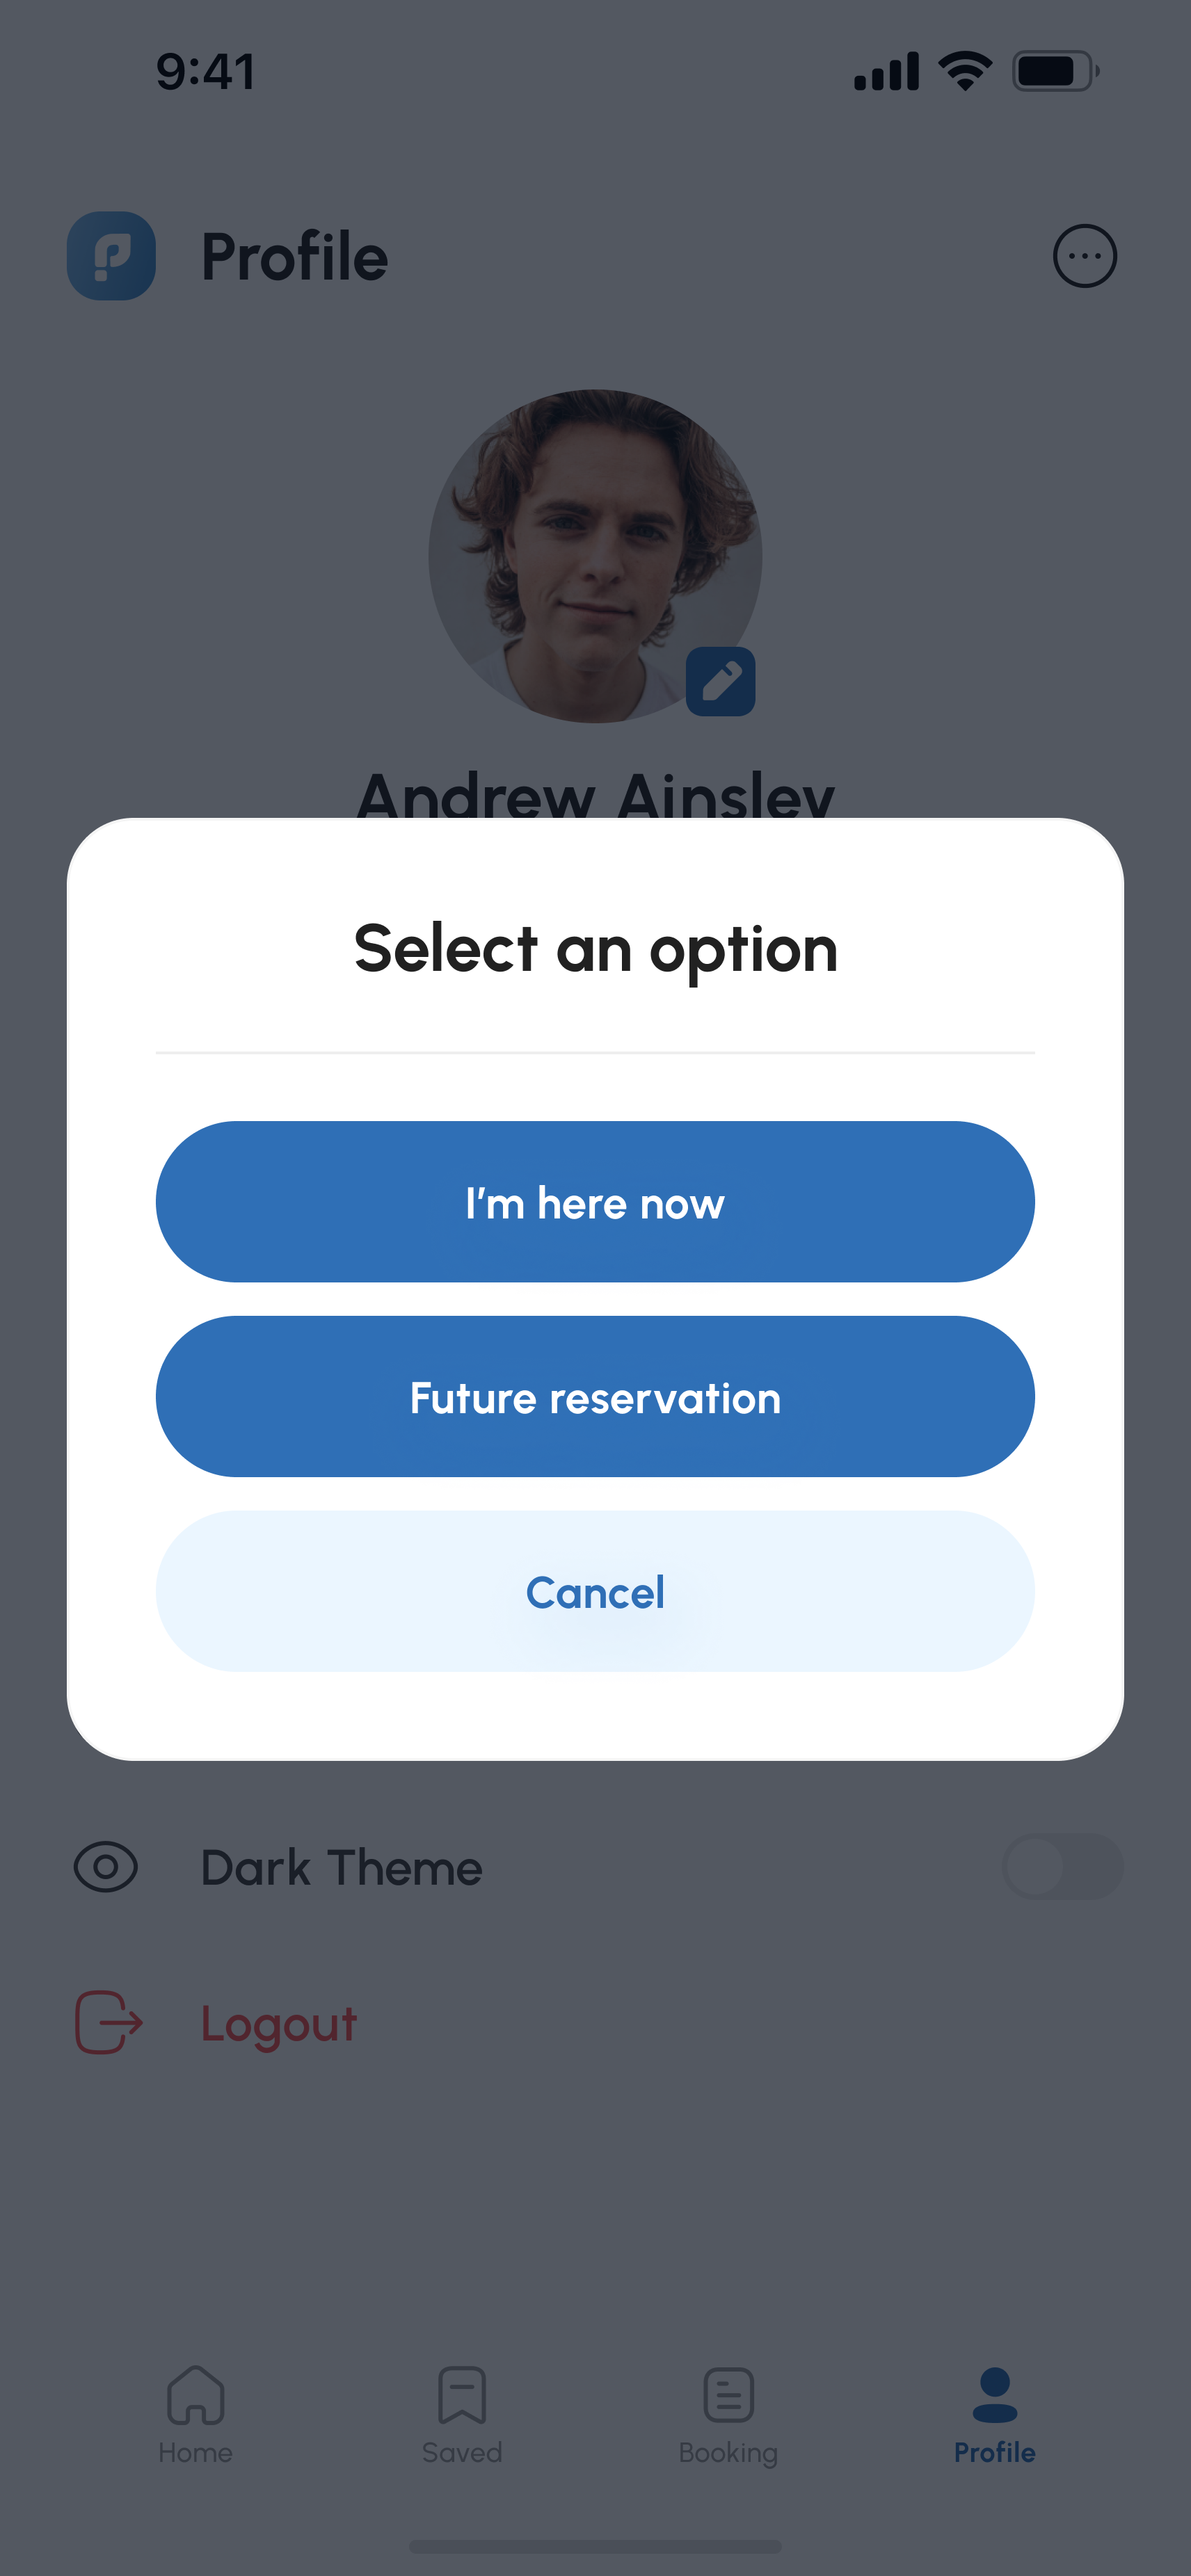 9:41
Profile
Andrew Ainsley
Select an option
I'm here now
Future reservation
Cancel
Dark Theme
Logout
Home
Saved
Booking
Profile